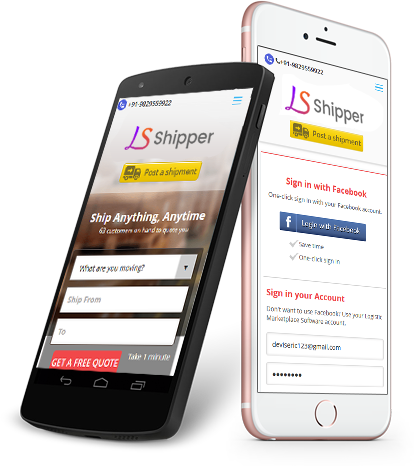 +91-9829559922
LS Shipper
Post a shipment
Ship Anything, Anytime
63 customers on hand to quote you
What are you moving?
Ship From
To
GET A FREE QUOTE
Take 1 minute
+91-9829559922
LS Shipper
Post a shipment
Sign in with Facebook
One-click sign in with your Facebook account.
f Login with Facebook
Save time
One-click sign in
Sign in your Account
Don't want to use Facebook? Use your Logistic
Marketplace Software account.
deviseric123@gmail.com